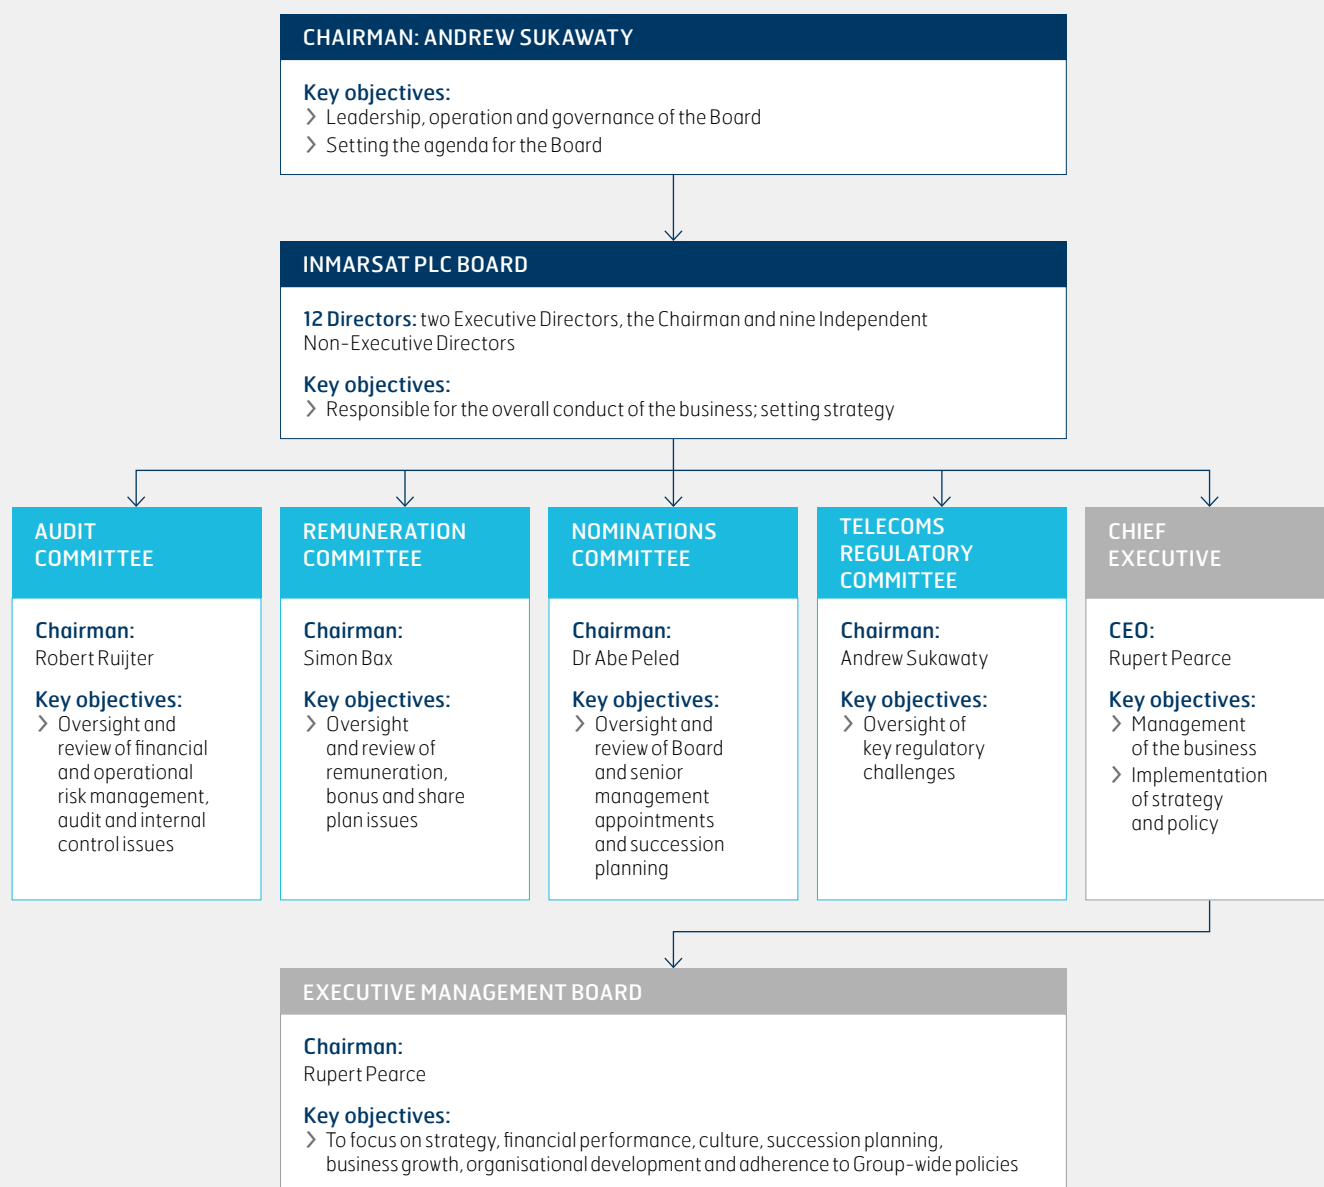 CHAIRMAN: ANDREW SUKAWATY
Key objectives:
Leadership, operation and governance of the Board
Setting the agenda for the Board
INMARSAT PLC BOARD
12 Directors: two Executive Directors, the Chairman and nine Independent
Non-Executive Directors
Key objectives:
Responsible for the overall conduct of the business; setting strategy
AUDIT
COMMITTEE
Chairman:
Robert Ruijter
Key objectives:
Oversight and
review of financial
and operational
risk management,
audit and internal
control issues
REMUNERATION
COMMITTEE
Chairman:
Simon Bax
Key objectives:
Oversight
and review of
remuneration,
bonus and share
plan issues
NOMINATIONS
COMMITTEE
Chairman:
Dr Abe Peled
Key objectives:
Oversight and
review of Board
and senior
management
appointments
and succession
planning
TELECOMS
REGULATORY
COMMITTEE
Chairman:
Andrew Sukawaty
Key objectives:
Oversight of
key regulatory
challenges
CHIEF
EXECUTIVE
CEO:
Rupert Pearce
Key objectives:
Management
of the business
Implementation
of strategy
and policy
EXECUTIVE MANAGEMENT BOARD
Chairman:
Rupert Pearce
Key objectives:
To focus on strategy, financial performance, culture, succession planning,
business growth, organisational development and adherence to Group-wide policies